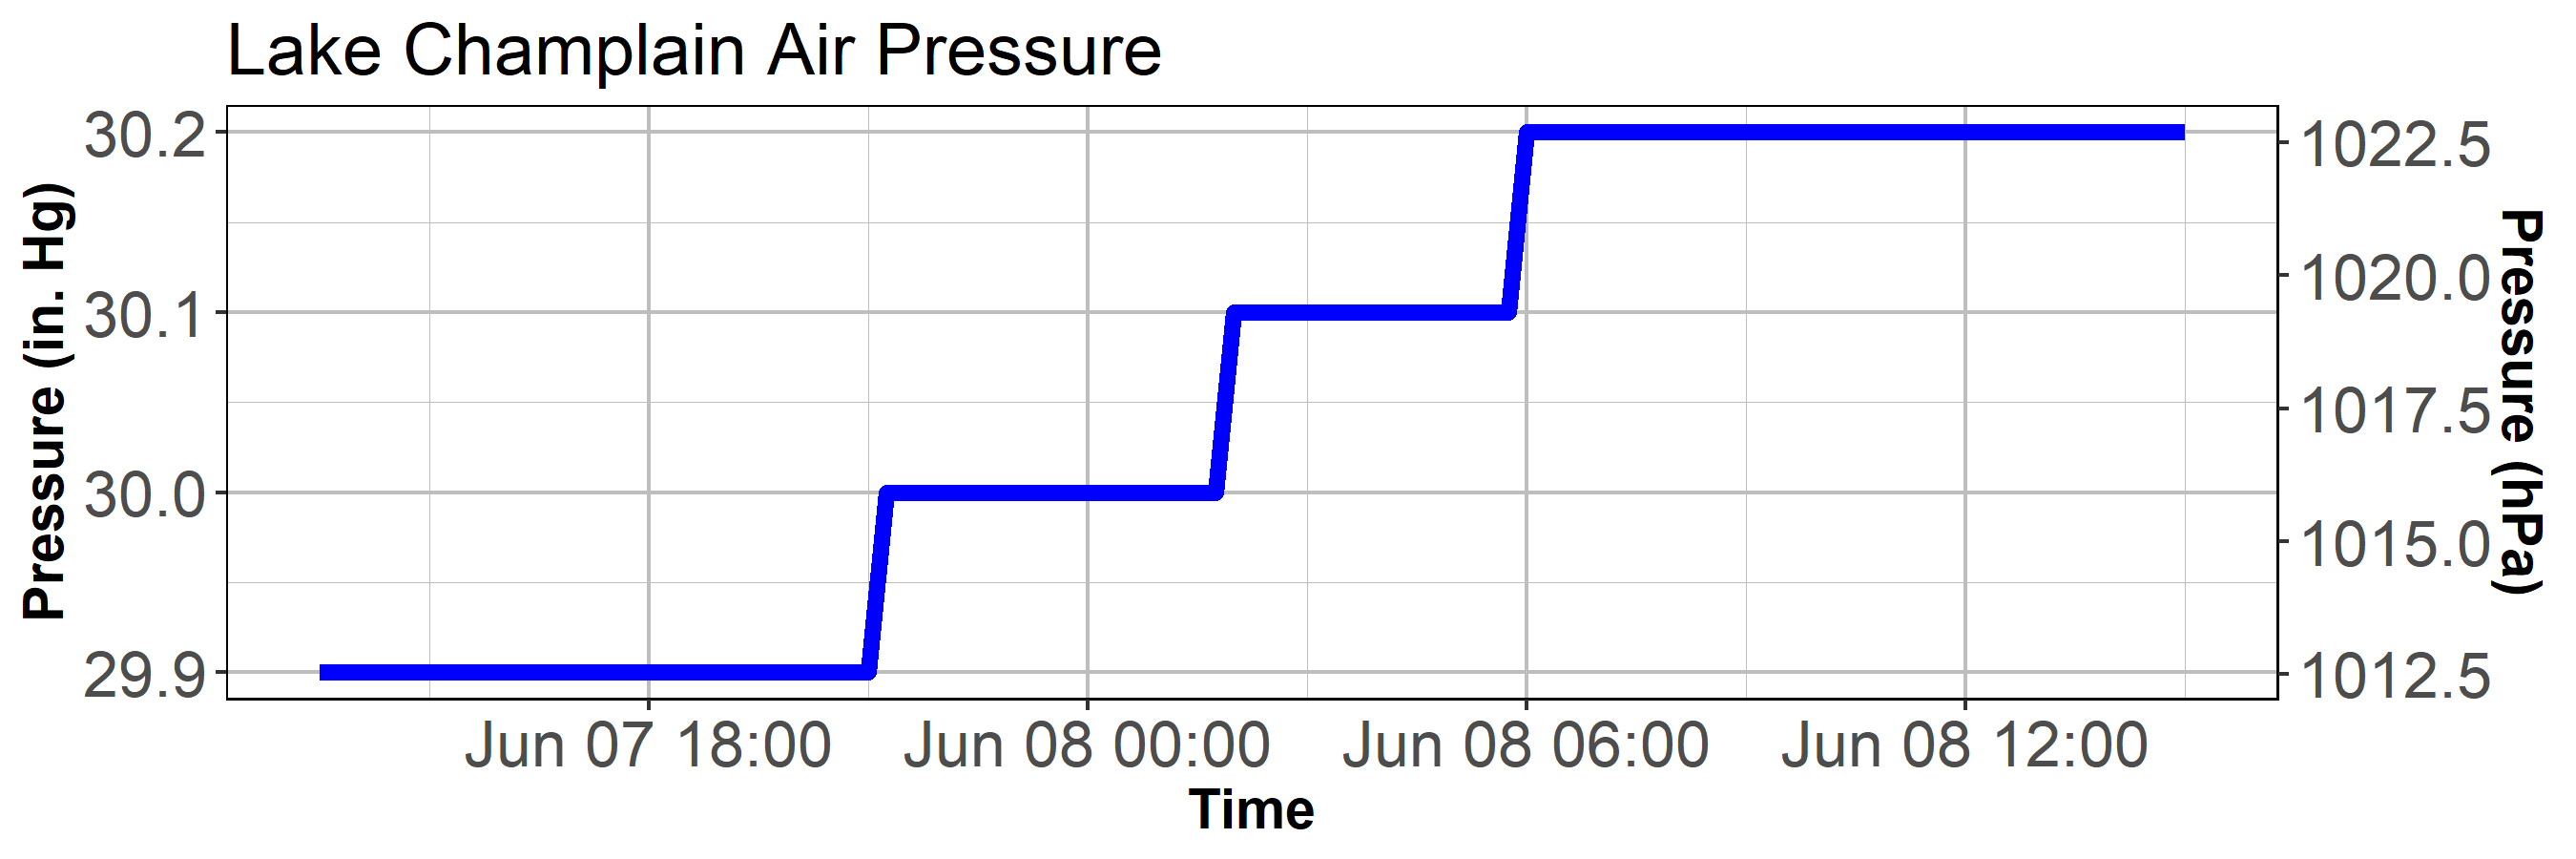 Lake Champlain Air Pressure
30.2
30.1
30.0
29.9
Pressure (in. Hg)
1022.5
1020.0
1017.5
1015.0
1012.5
Pressure (hPa)
Jun 07 18:00 Jun 08 00:00 Jun 08 06:00 Jun 08 12:00
Time